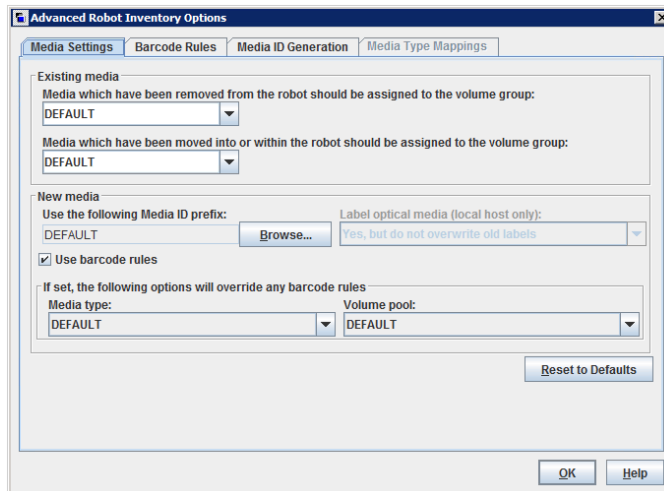 Advanced Robot Inventory Options
Media Settings Barcode Rules Media ID Generation Media Type Mappings
Existing media
Media which have been removed from the robot should be assigned to the volume group:
DEFAULT
Media which have been moved into or within the robot should be assigned to the volume group:
DEFAULT
New media
Use the following Media ID prefix: Label optical media (local host only):
DEFAULT Browse... Yes, but do not overwrite old labels
Use barcode rules
If set, the following options will override any barcode rules
Media type: Volume pool:
DEFAULT DEFAULT
Reset to Defaults
OK Help